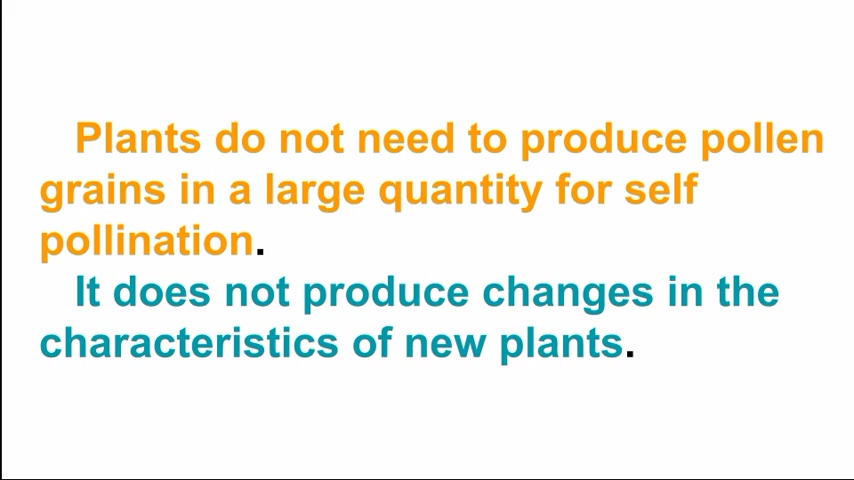 Plants do not need to produce pollen
grains in a large quantity for self
pollination.
It does not produce changes in the
characteristics of new plants.